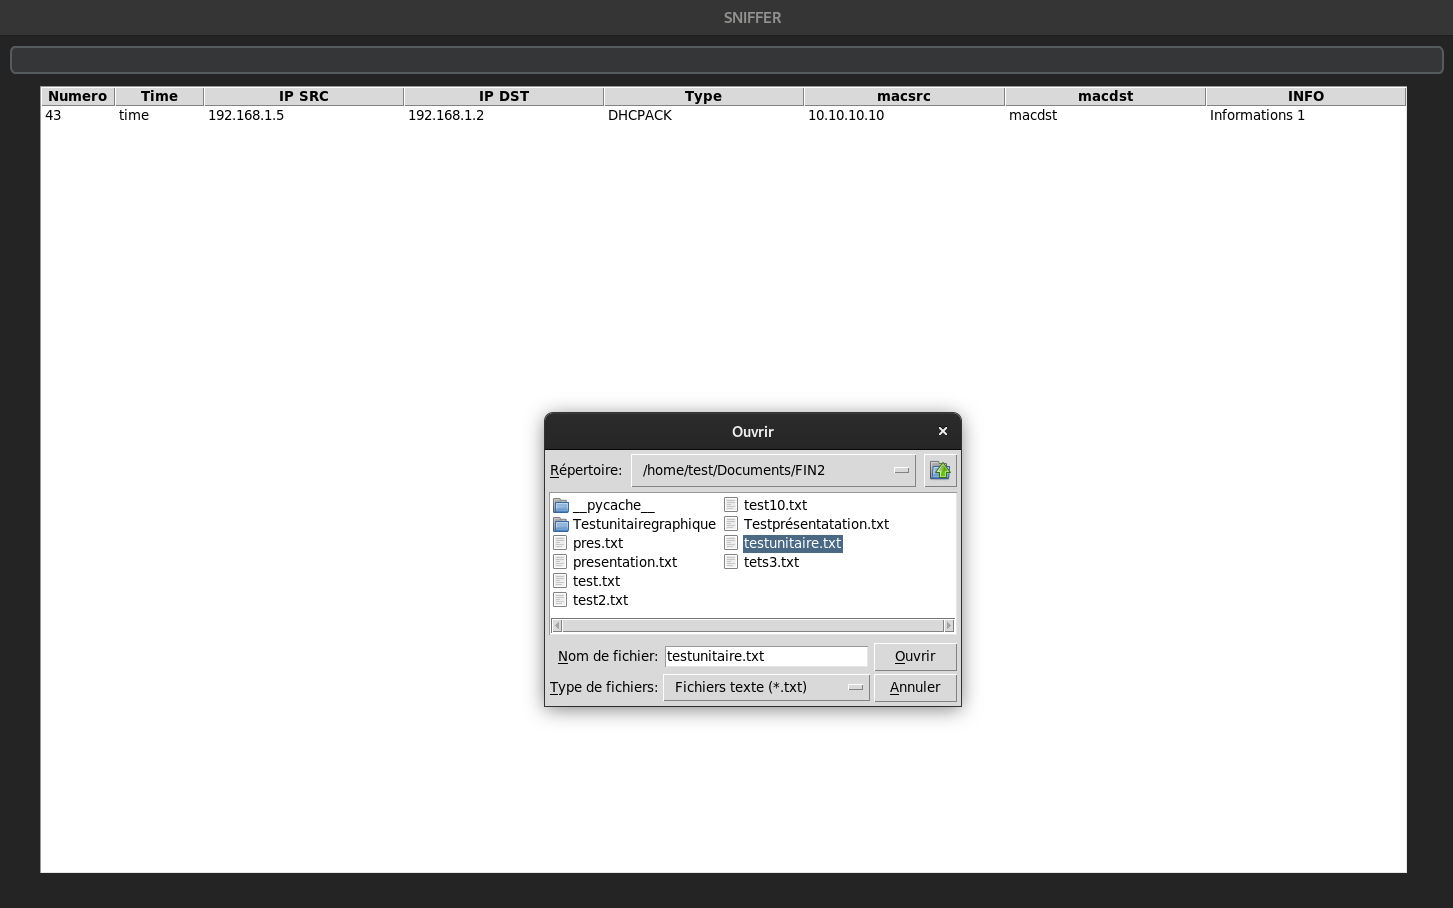 SNIFFER
Numero Time IP SRC IP DST Type macsrc macdst INFO
43 time 192.168.1.5 192.168.1.2 DHCPACK 10.10.10.10 macdst Informations 1
Ouvrir
Répertoire: /home/test/Documents/FIN2
__pycache__ test10.txt
Testunitairegraphique Testprésentatation.txt
pres.txt testunitaire.txt
presentation.txt tets3.txt
test.txt
test2.txt
Nom de fichier: testunitaire.txt Ouvrir
Type de fichiers: Fichiers texte (*.txt) Annuler